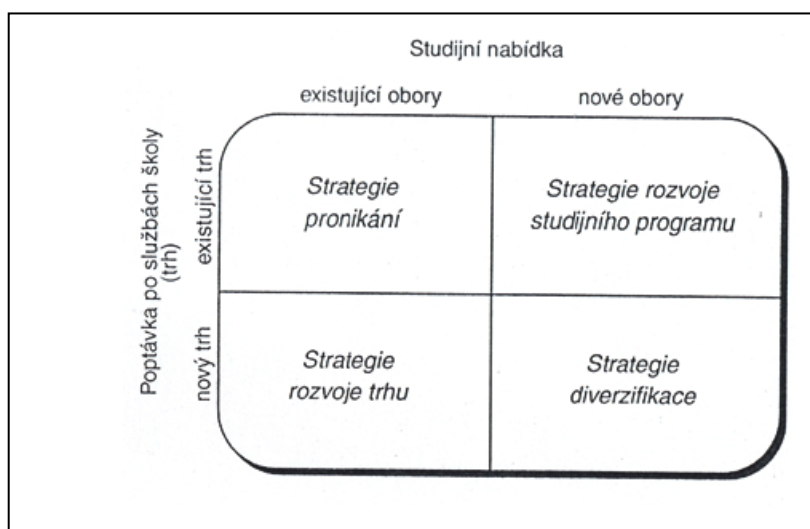 Studijní nabídka
existující obory
nové obory
Poptávka po službách školy
(trh)
existující trh
Strategie
pronikání
Strategie rozvoje
studijního programu
nový trh
Strategie
rozvoje trhu
Strategie
diverzifikace